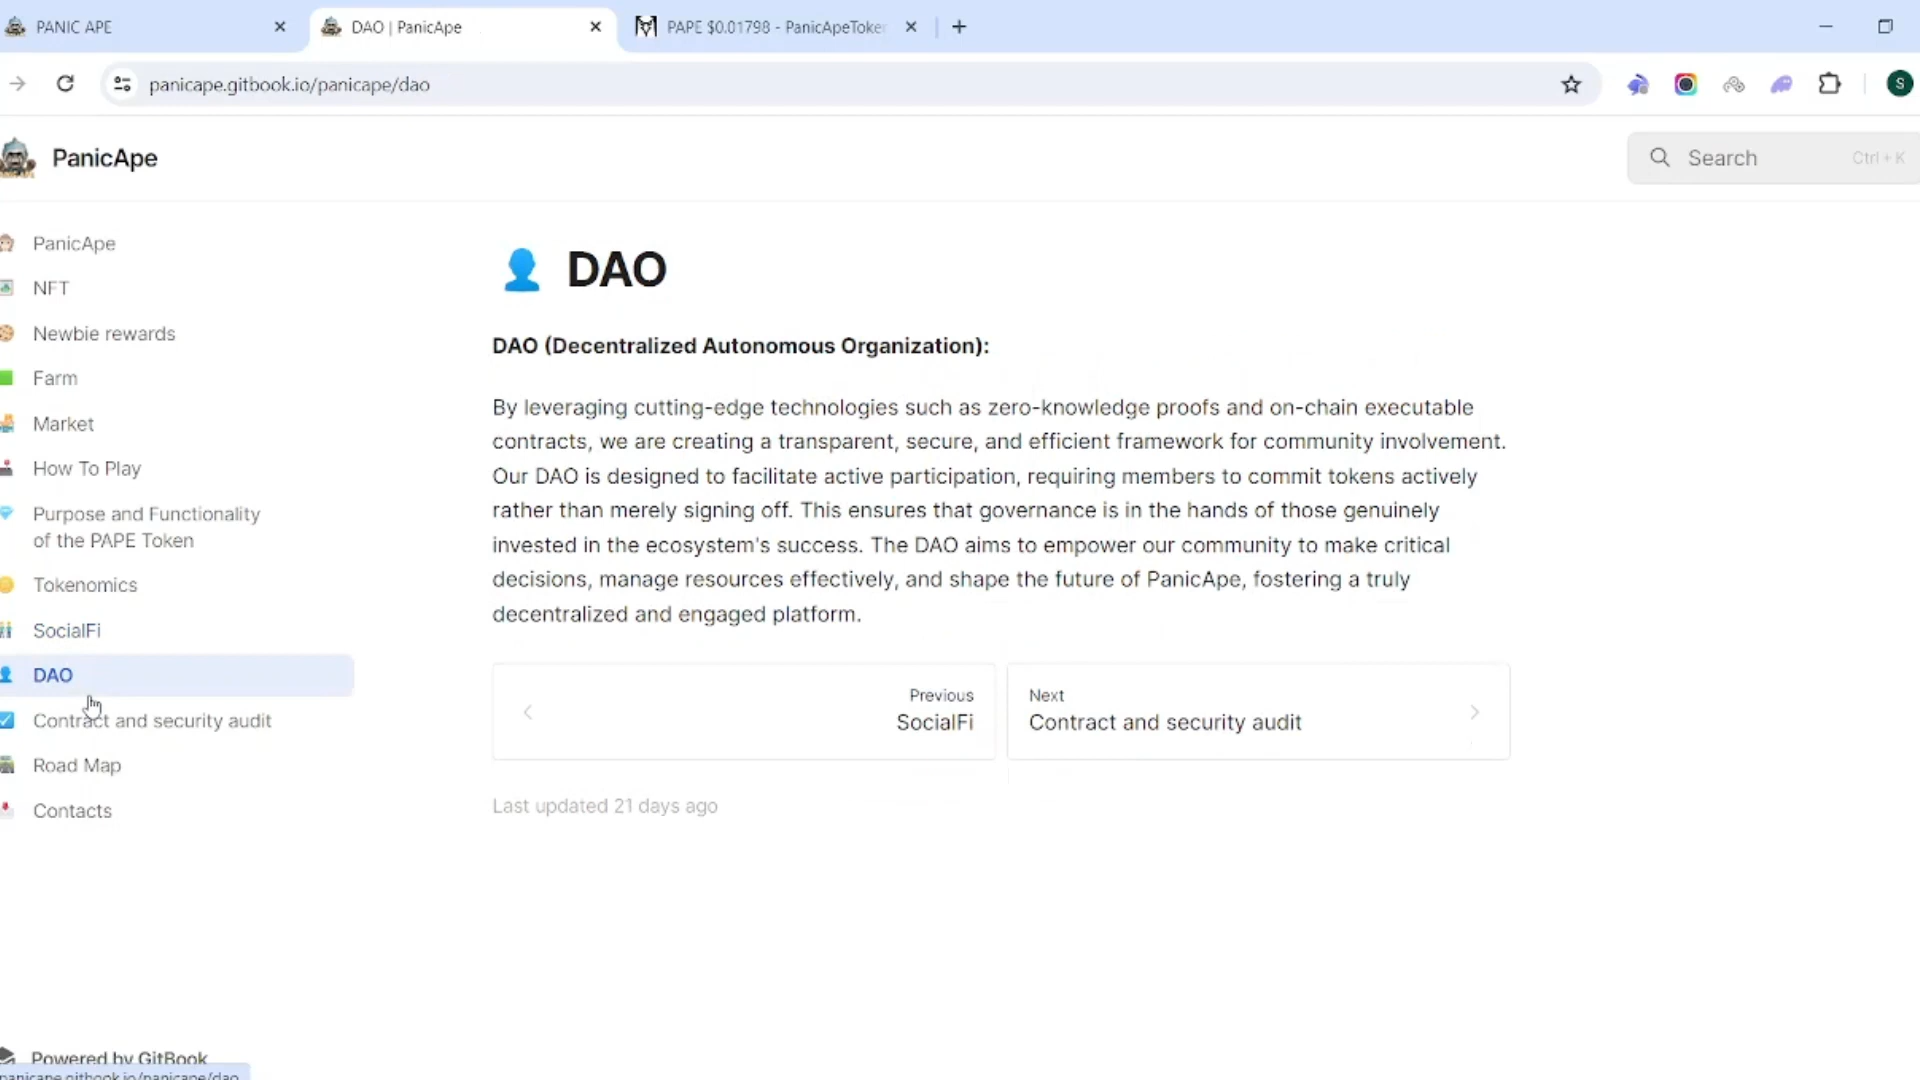 PANIC APE
DAO | PanicApe
PAPE $0.01798 - PanicApeToker
panicape.gitbook.io/panicape/dao
S
PanicApe
Search
Ctrl + K
PanicApe
NFT
Newbie rewards
Farm
Market
How To Play
Purpose and Functionality
of the PAPE Token
Tokenomics
SocialFi
DAO
Contract and security audit
Road Map
Contacts
Powered by GitBook
panicape.gitbook.io/panicape/dao
DAO
DAO (Decentralized Autonomous Organization):
By leveraging cutting-edge technologies such as zero-knowledge proofs and on-chain executable
contracts, we are creating a transparent, secure, and efficient framework for community involvement.
Our DAO is designed to facilitate active participation, requiring members to commit tokens actively
rather than merely signing off. This ensures that governance is in the hands of those genuinely
invested in the ecosystem's success. The DAO aims to empower our community to make critical
decisions, manage resources effectively, and shape the future of PanicApe, fostering a truly
decentralized and engaged platform.
Previous
SocialFi
Next
Contract and security audit
Last updated 21 days ago